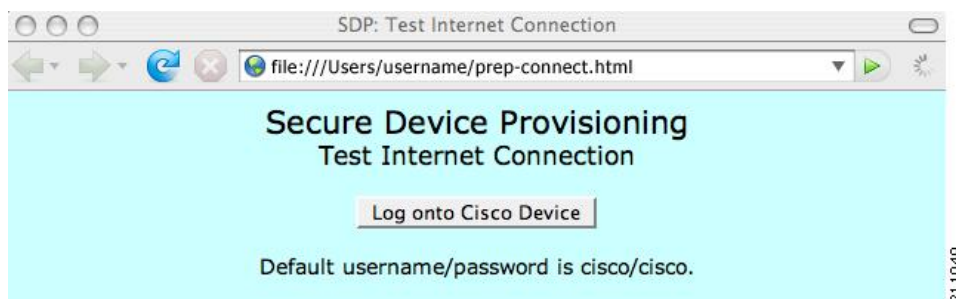 SDP: Test Internet Connection
file:///Users/username/prep-connect.html
Secure Device Provisioning
Test Internet Connection
Log onto Cisco Device
Default username/password is cisco/cisco.